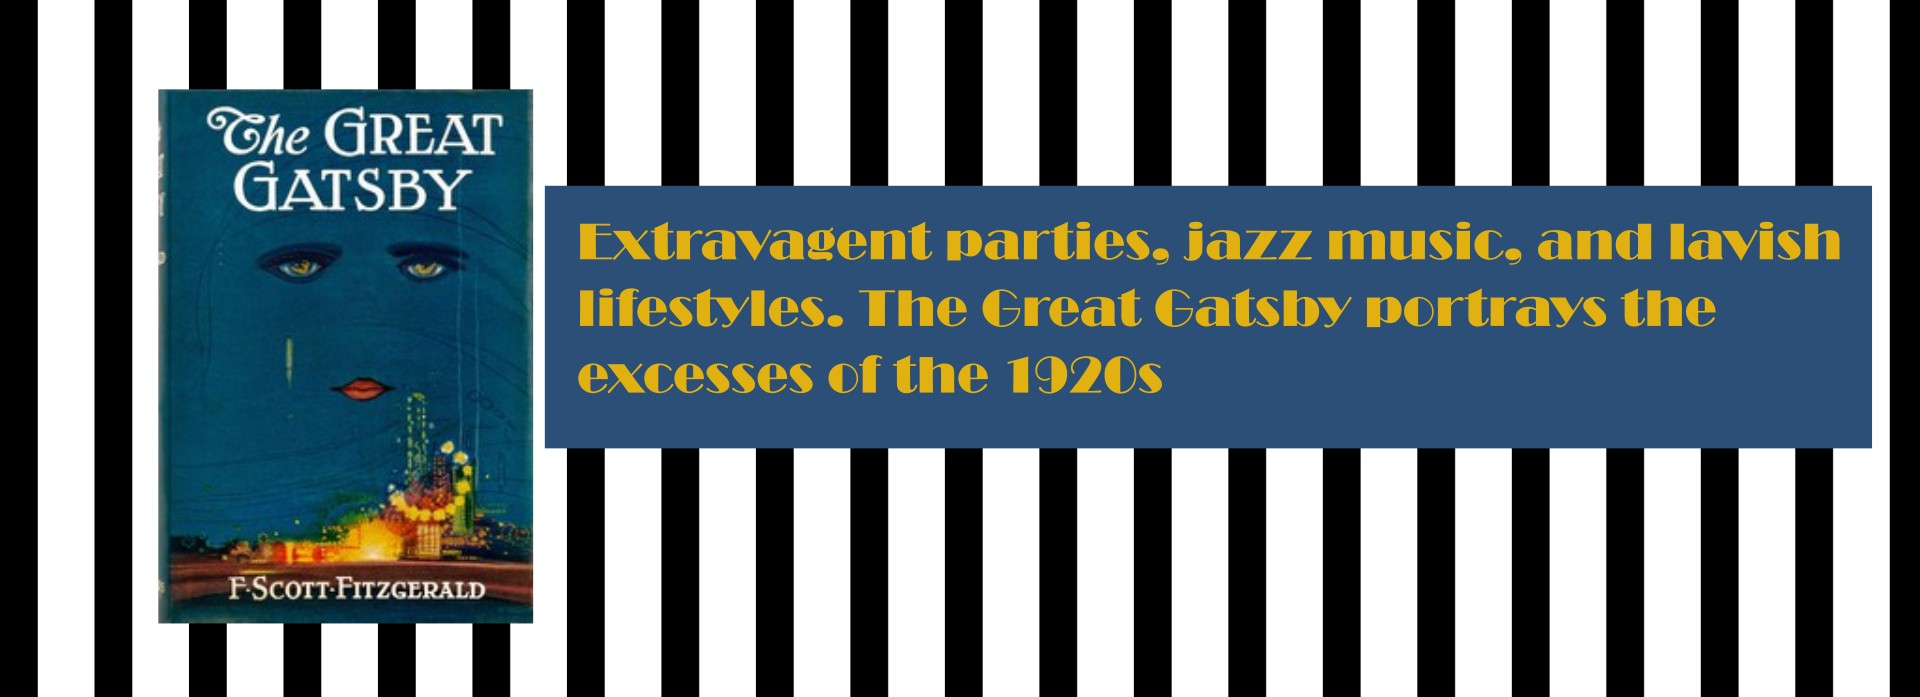 The GREAT
GATSBY
F·SCOTT·FITZGERALD
Extravagent parties, jazz music, and lavish
lifestyles. The Great Gatsby portrays the
excesses of the 1920s